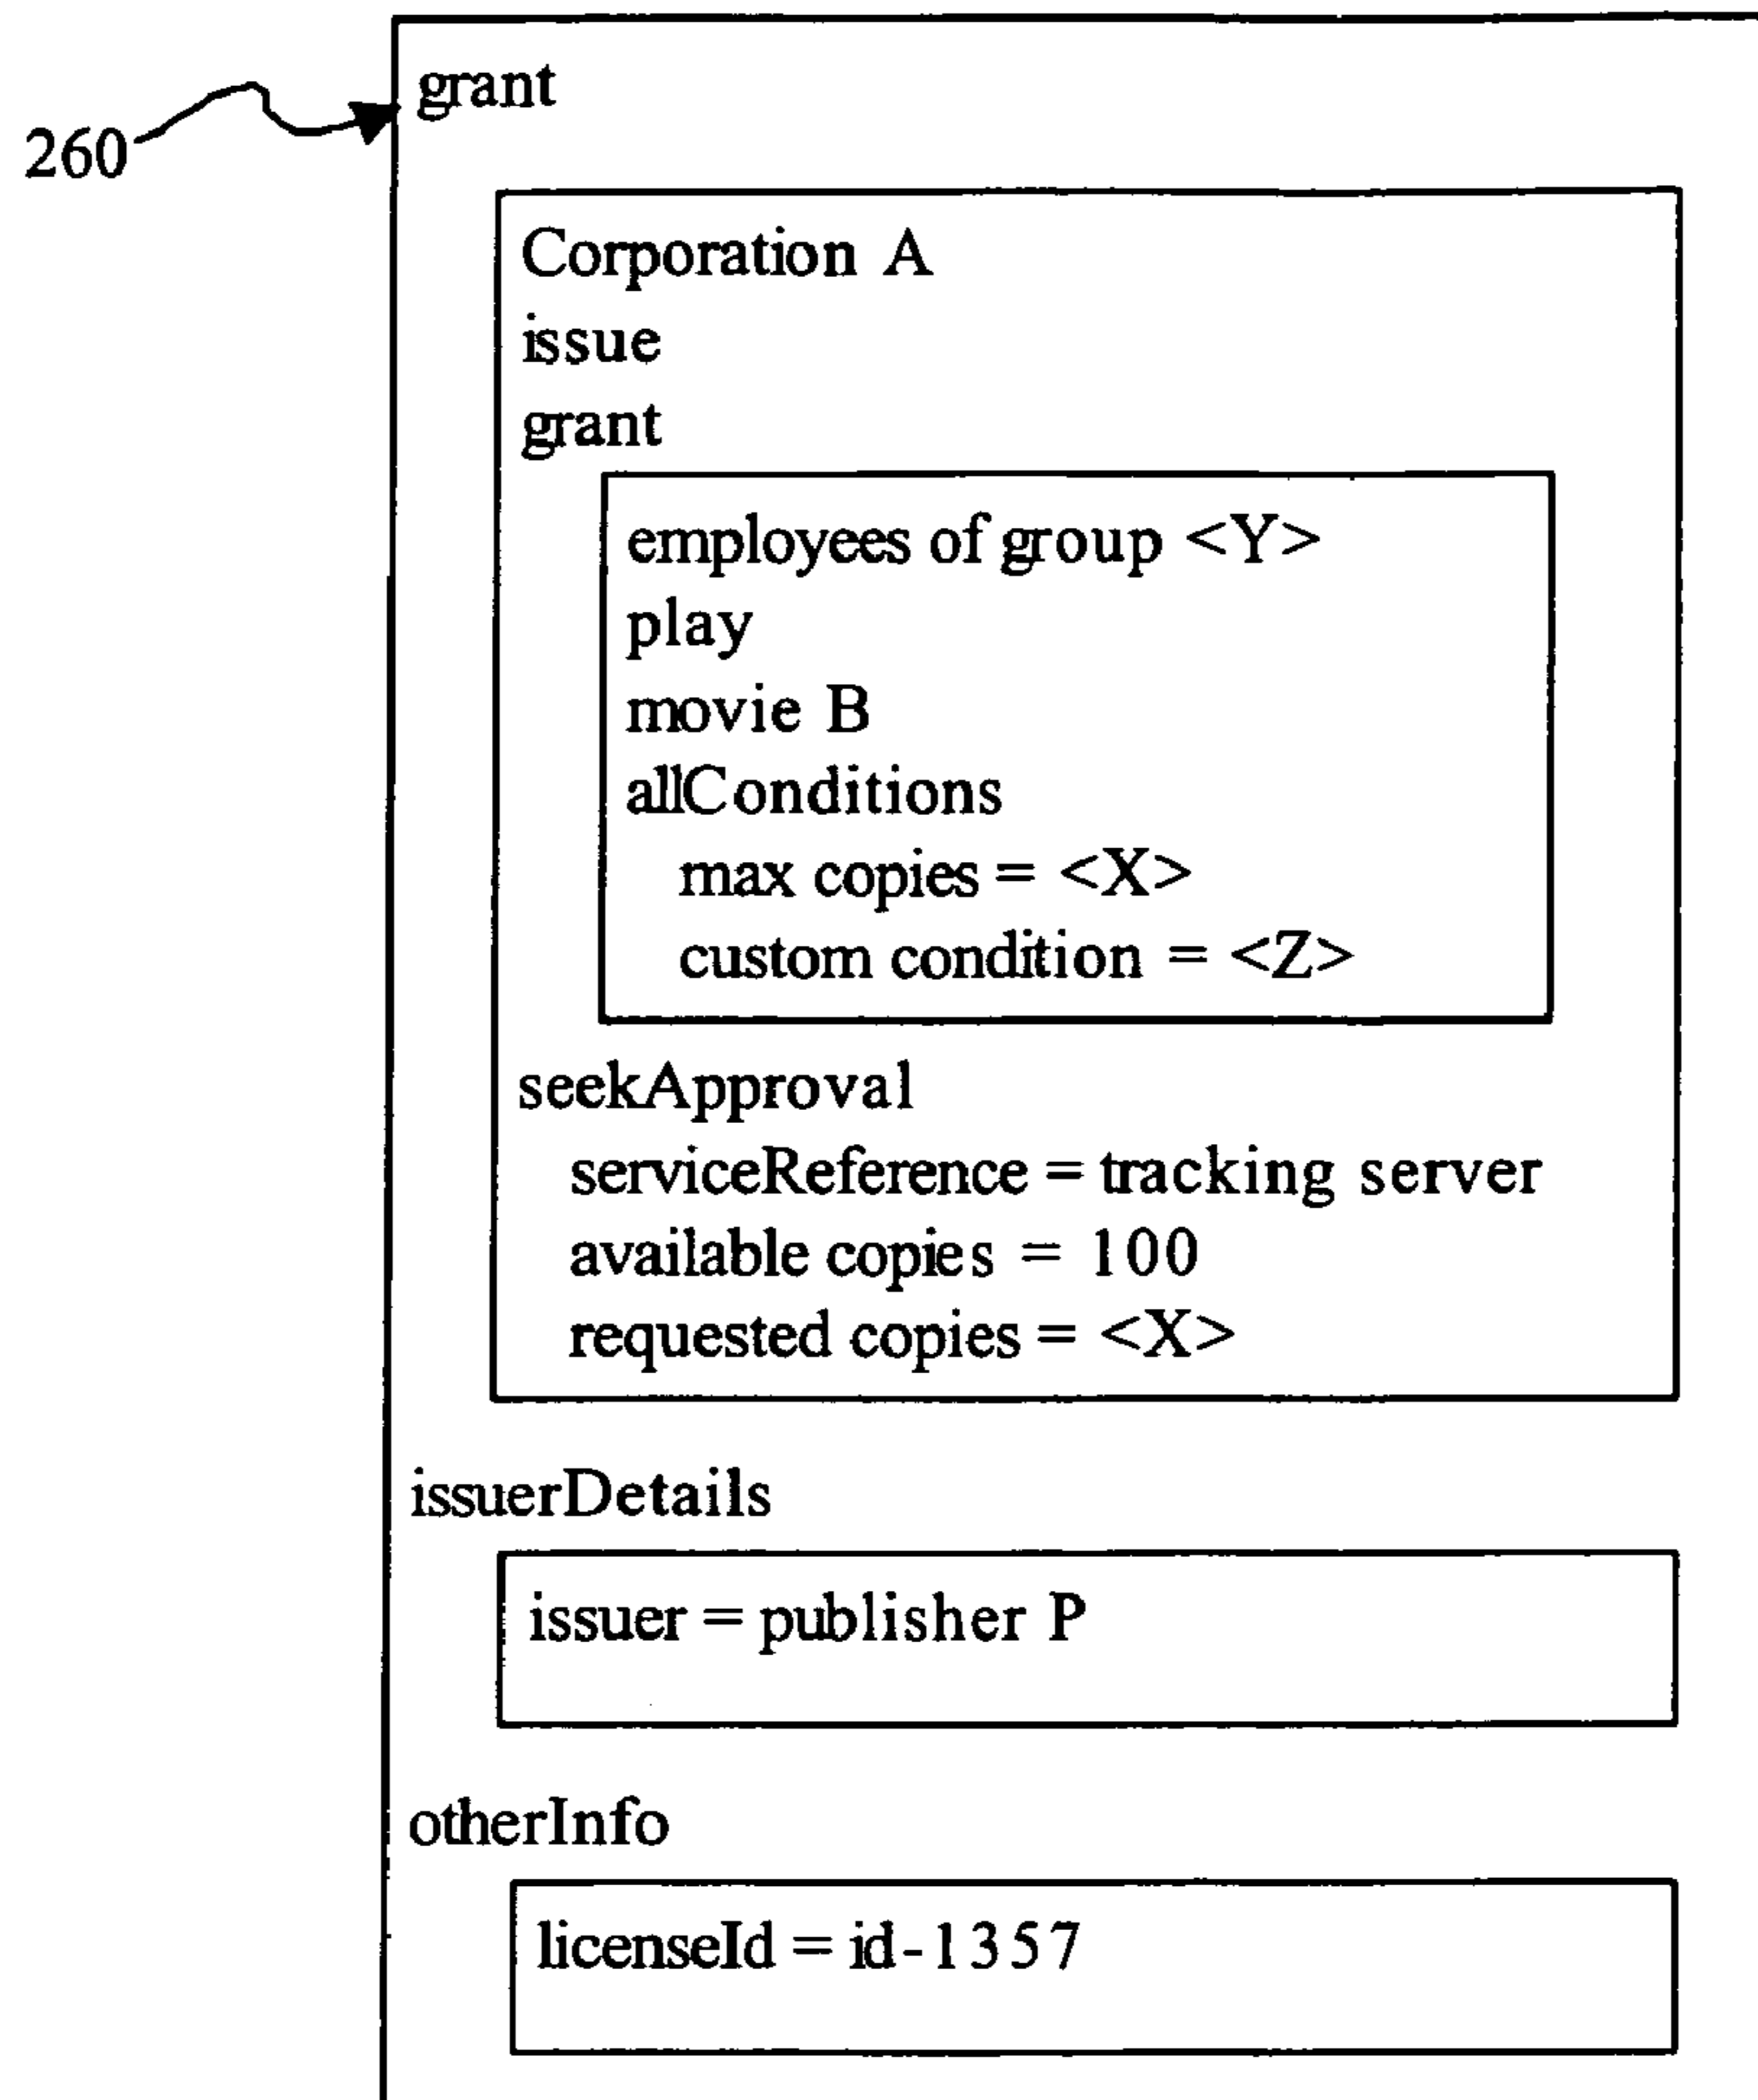 grant
260
Corporation A
issue
grant
employees of group <Y>
play
movie B
allConditions
max copies = <X>
custom condition = <Z>
seekApproval
serviceReference = tracking server
available copies = 100
requested copies = <X>
issuerDetails
issuer = publisher P
otherInfo
licenseId = id-1357